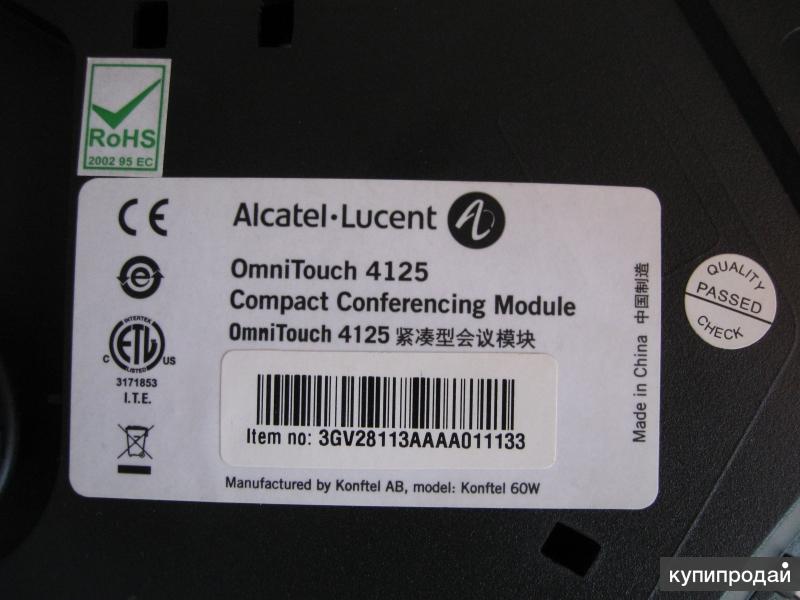 RoHS
2002 95 EC
CE
Alcatel·Lucent
OmniTouch 4125
Compact Conferencing Module
OmniTouch 4125 紧凑型会议模块
INTERTEK
ETL
C US
LISTED
3171853
I.T.E.
Item no: 3GV28113AAAA011133
Manufactured by Konftel AB, model: Konftel 60W
Made in China 中国制造
QUALITY
PASSED
CHECK
купипродай